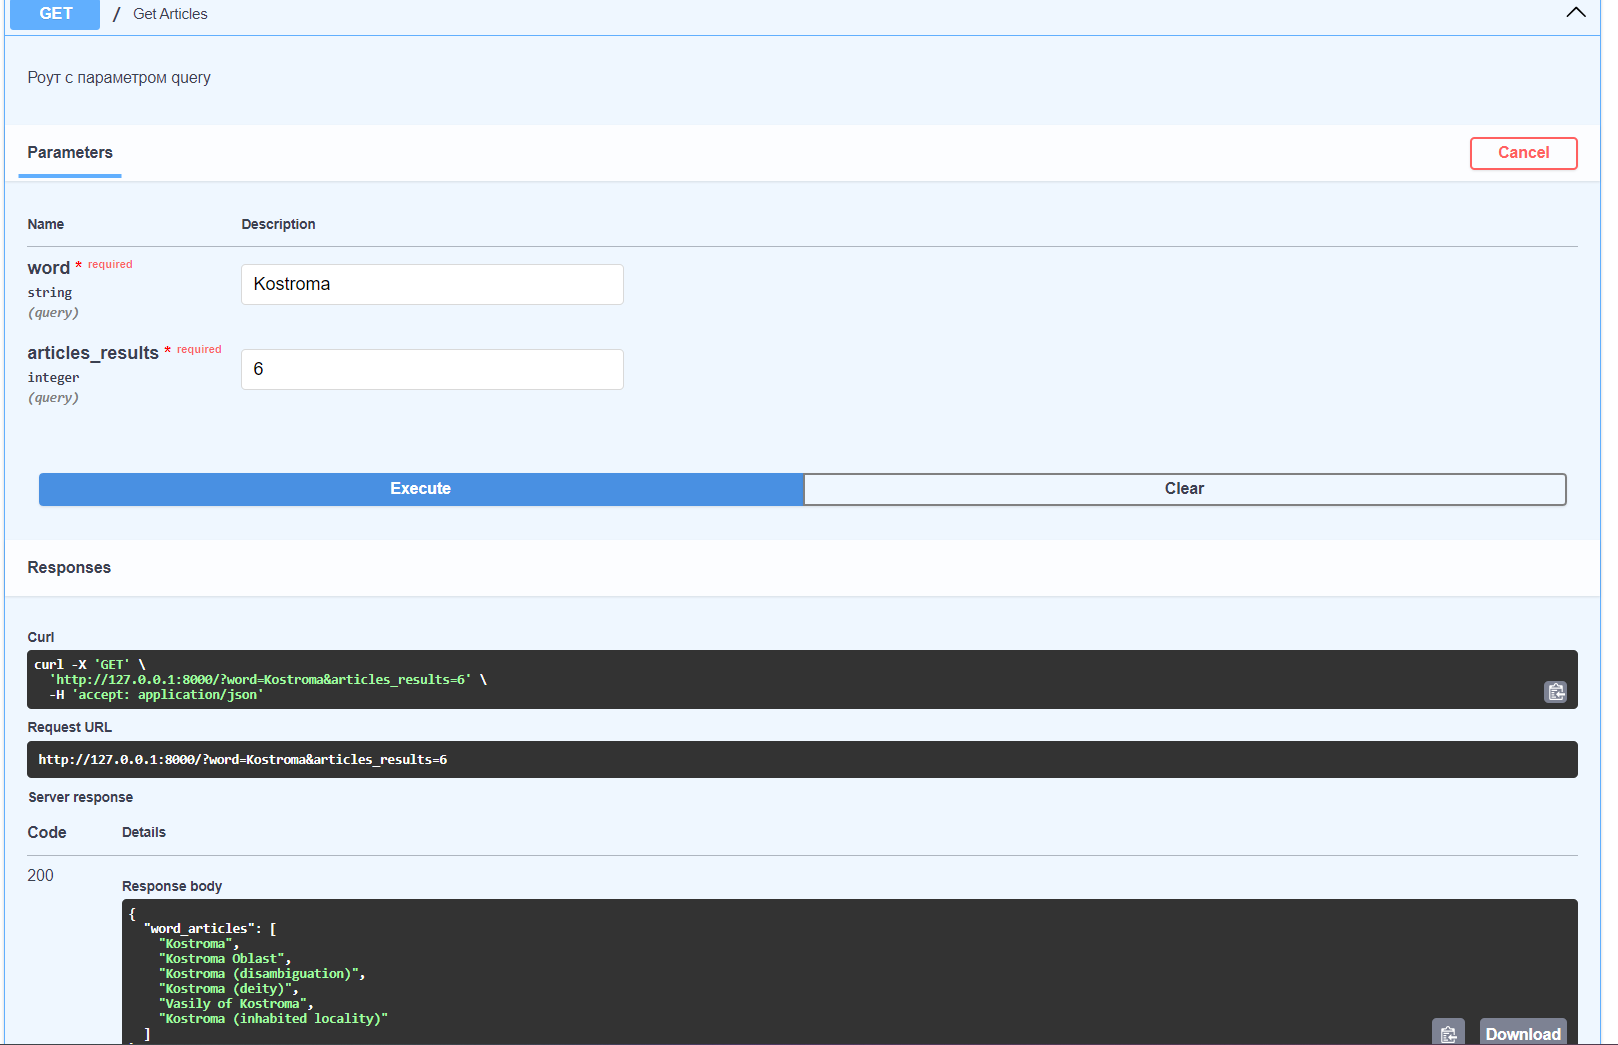 GET / Get Articles
Роут с параметром query
Parameters Cancel
Name Description
word * required
string
(query)
Kostroma
articles_results * required
integer
(query)
6
Execute Clear
Responses
Curl
curl -X 'GET' \
'http://127.0.0.1:8000/?word=Kostroma&articles_results=6' \
-H 'accept: application/json'
Request URL
http://127.0.0.1:8000/?word=Kostroma&articles_results=6
Server response
Code Details
200
Response body
{
"word_articles": [
"Kostroma",
"Kostroma Oblast",
"Kostroma (disambiguation)",
"Kostroma (deity)",
"Vasily of Kostroma",
"Kostroma (inhabited locality)"
]
Download